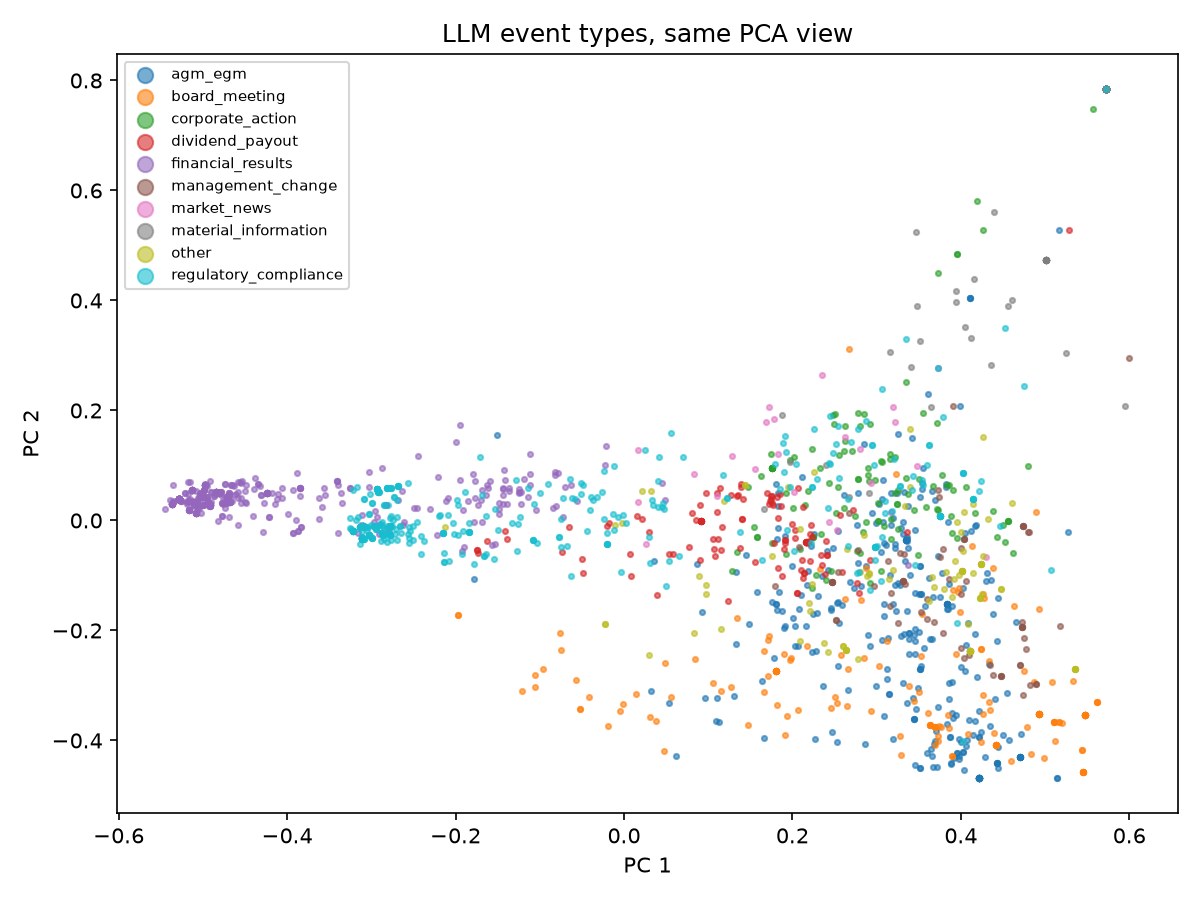 LLM event types, same PCA view
agm_egm
board_meeting
corporate_action
dividend_payout
financial_results
management_change
market_news
material_information
other
regulatory_compliance
0.8
0.6
0.4
0.2
0.0
−0.2
−0.4
PC 2
−0.6
−0.4
−0.2
0.0
0.2
0.4
0.6
PC 1